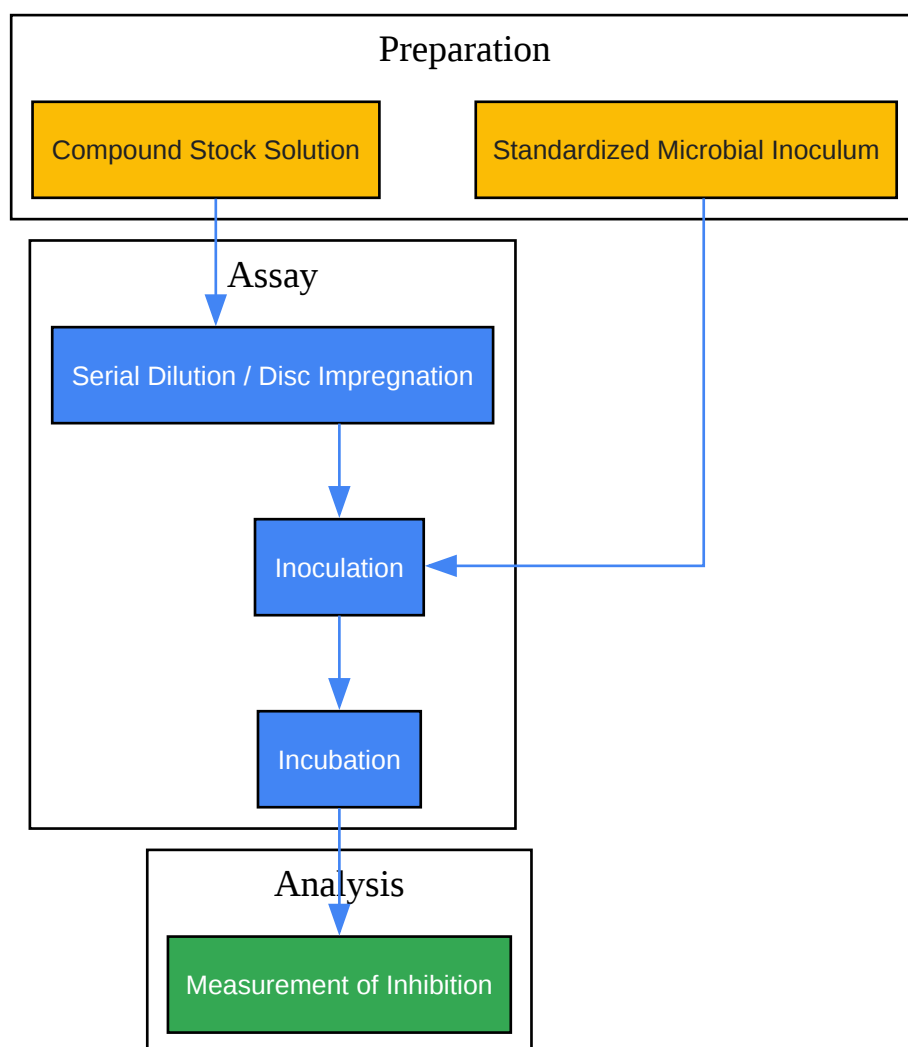 Preparation
Compound Stock Solution
Standardized Microbial Inoculum
Assay
Serial Dilution / Disc Impregnation
Inoculation
Incubation
Analysis
Measurement of Inhibition